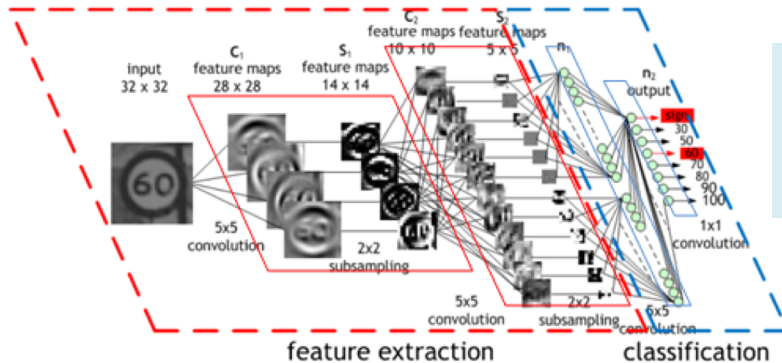 input
32 x 32
C1
feature maps
28 x 28
S1
feature maps
14 x 14
C2
feature maps
10 x 10
S2
feature maps
5 x 5
n1
n2
output
sign
30
50
60
70
80
90
100
60
5x5
convolution
2x2
subsampling
5x5
convolution
2x2
subsampling
convolution
1x1
convolution
feature extraction
classification